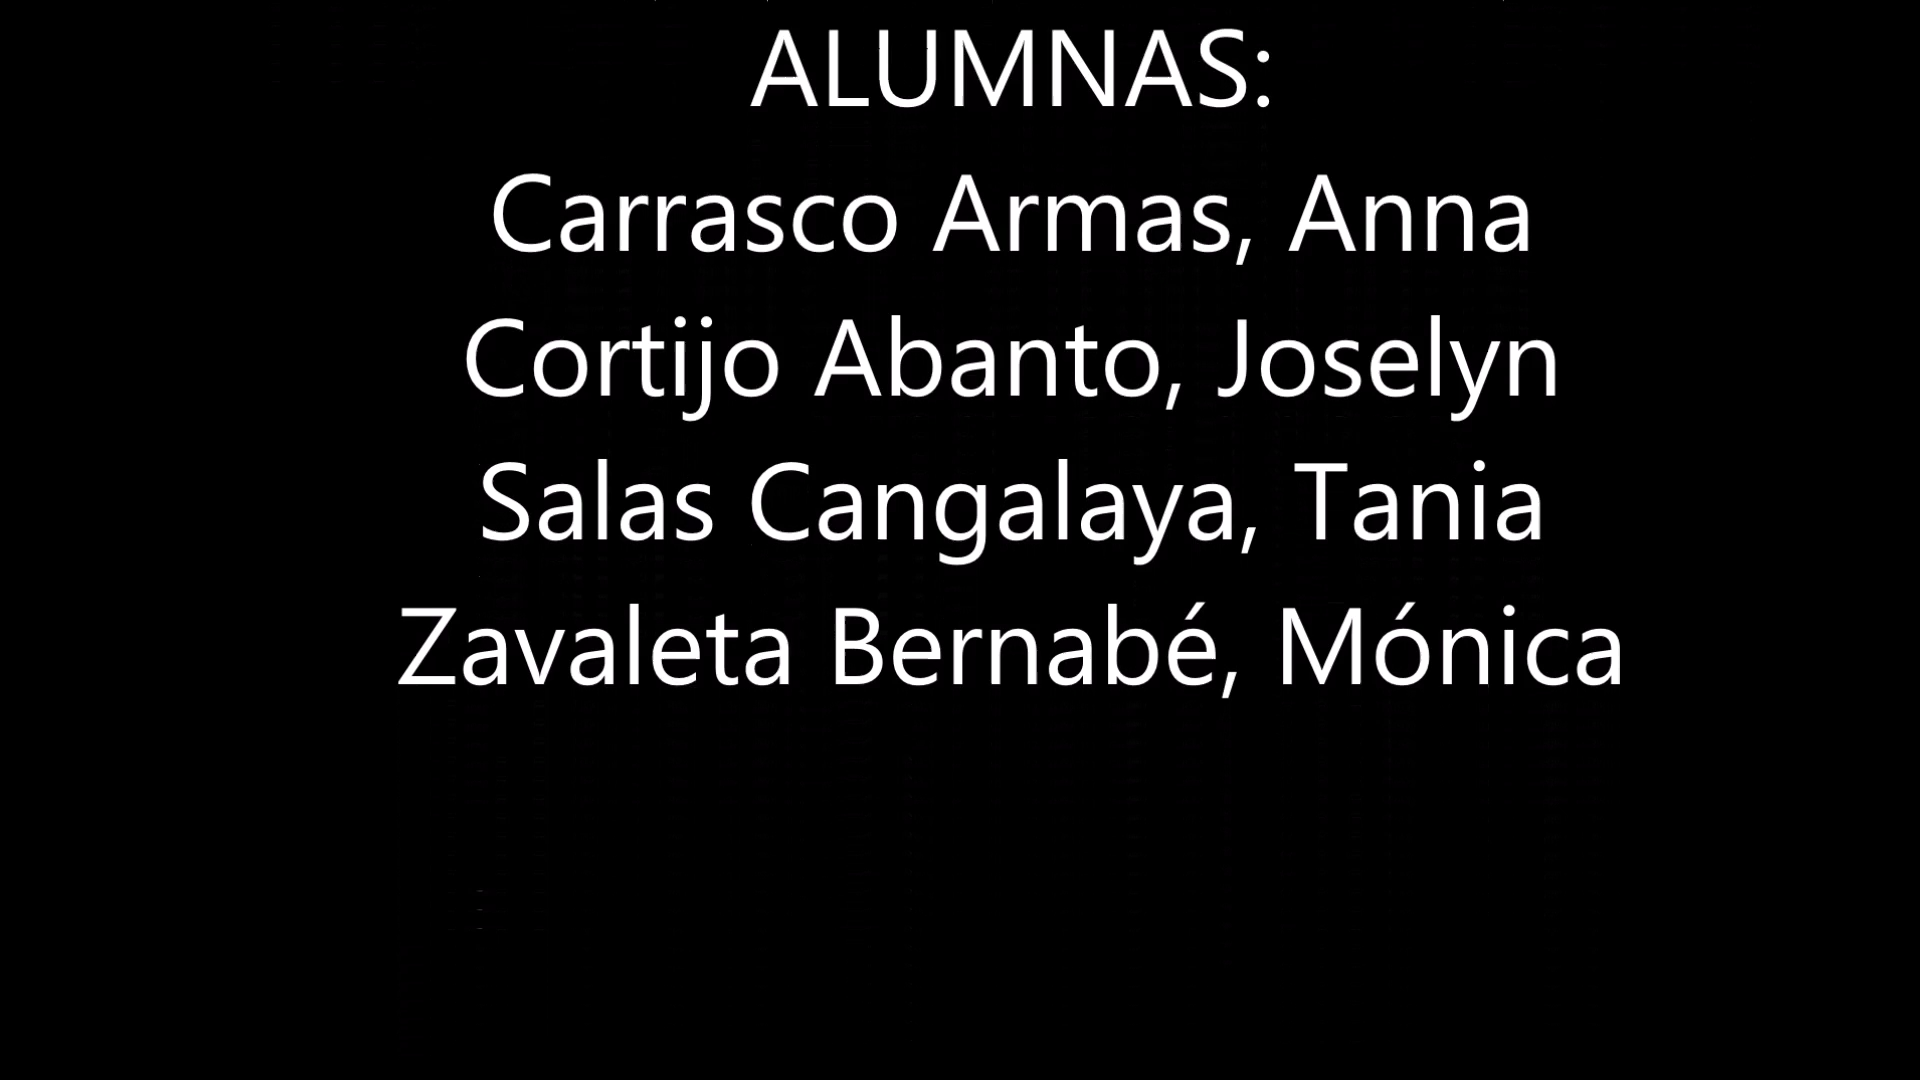 ALUMNAS:
Carrasco Armas, Anna
Cortijo Abanto, Joselyn
Salas Cangalaya, Tania
Zavaleta Bernabé, Mónica